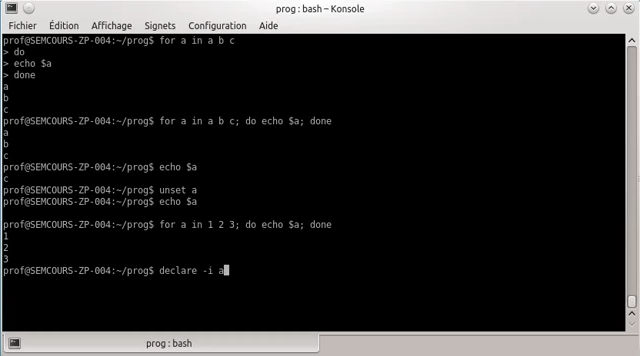 prog : bash – Konsole
Fichier Édition Affichage Signets Configuration Aide
prof@SEMCOURS-ZP-004:~/prog$ for a in a b c
> do
> echo $a
> done
a
b
c
prof@SEMCOURS-ZP-004:~/prog$ for a in a b c; do echo $a; done
a
b
c
prof@SEMCOURS-ZP-004:~/prog$ echo $a
c
prof@SEMCOURS-ZP-004:~/prog$ unset a
prof@SEMCOURS-ZP-004:~/prog$ echo $a
prof@SEMCOURS-ZP-004:~/prog$ for a in 1 2 3; do echo $a; done
1
2
3
prof@SEMCOURS-ZP-004:~/prog$ declare -i a
prog : bash